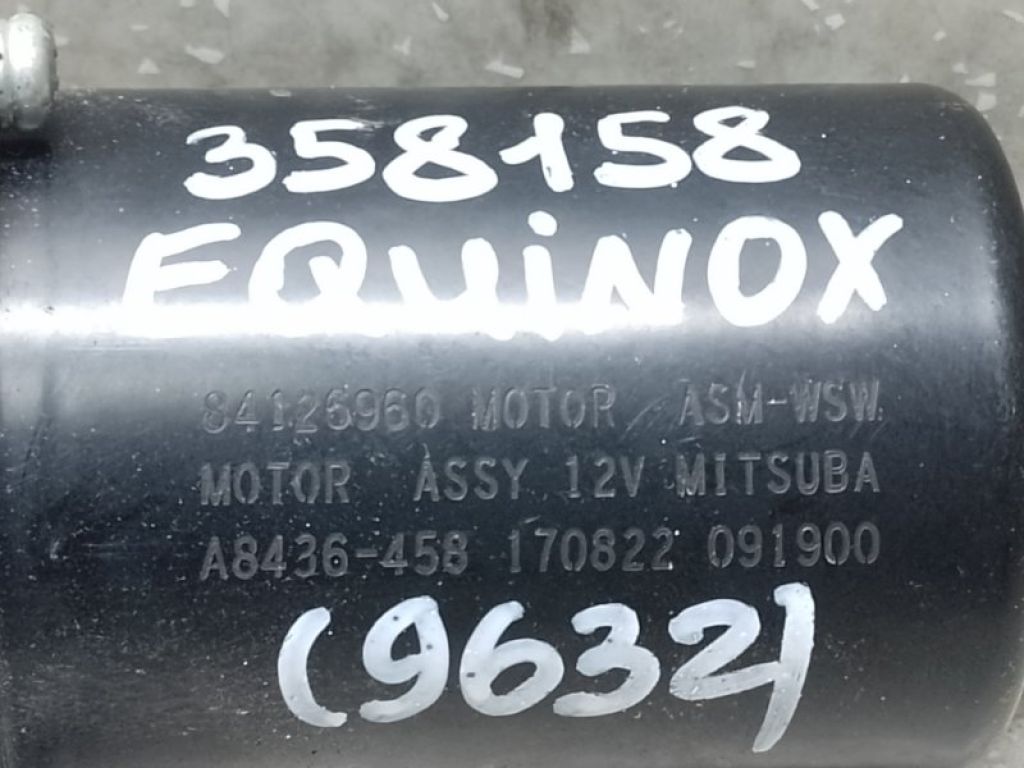 358158
EQUiNOX
84126960 MOTOR ASM-WSW
MOTOR ASSY 12V MITSUBA
A8436-458 170822 091900
(9632)